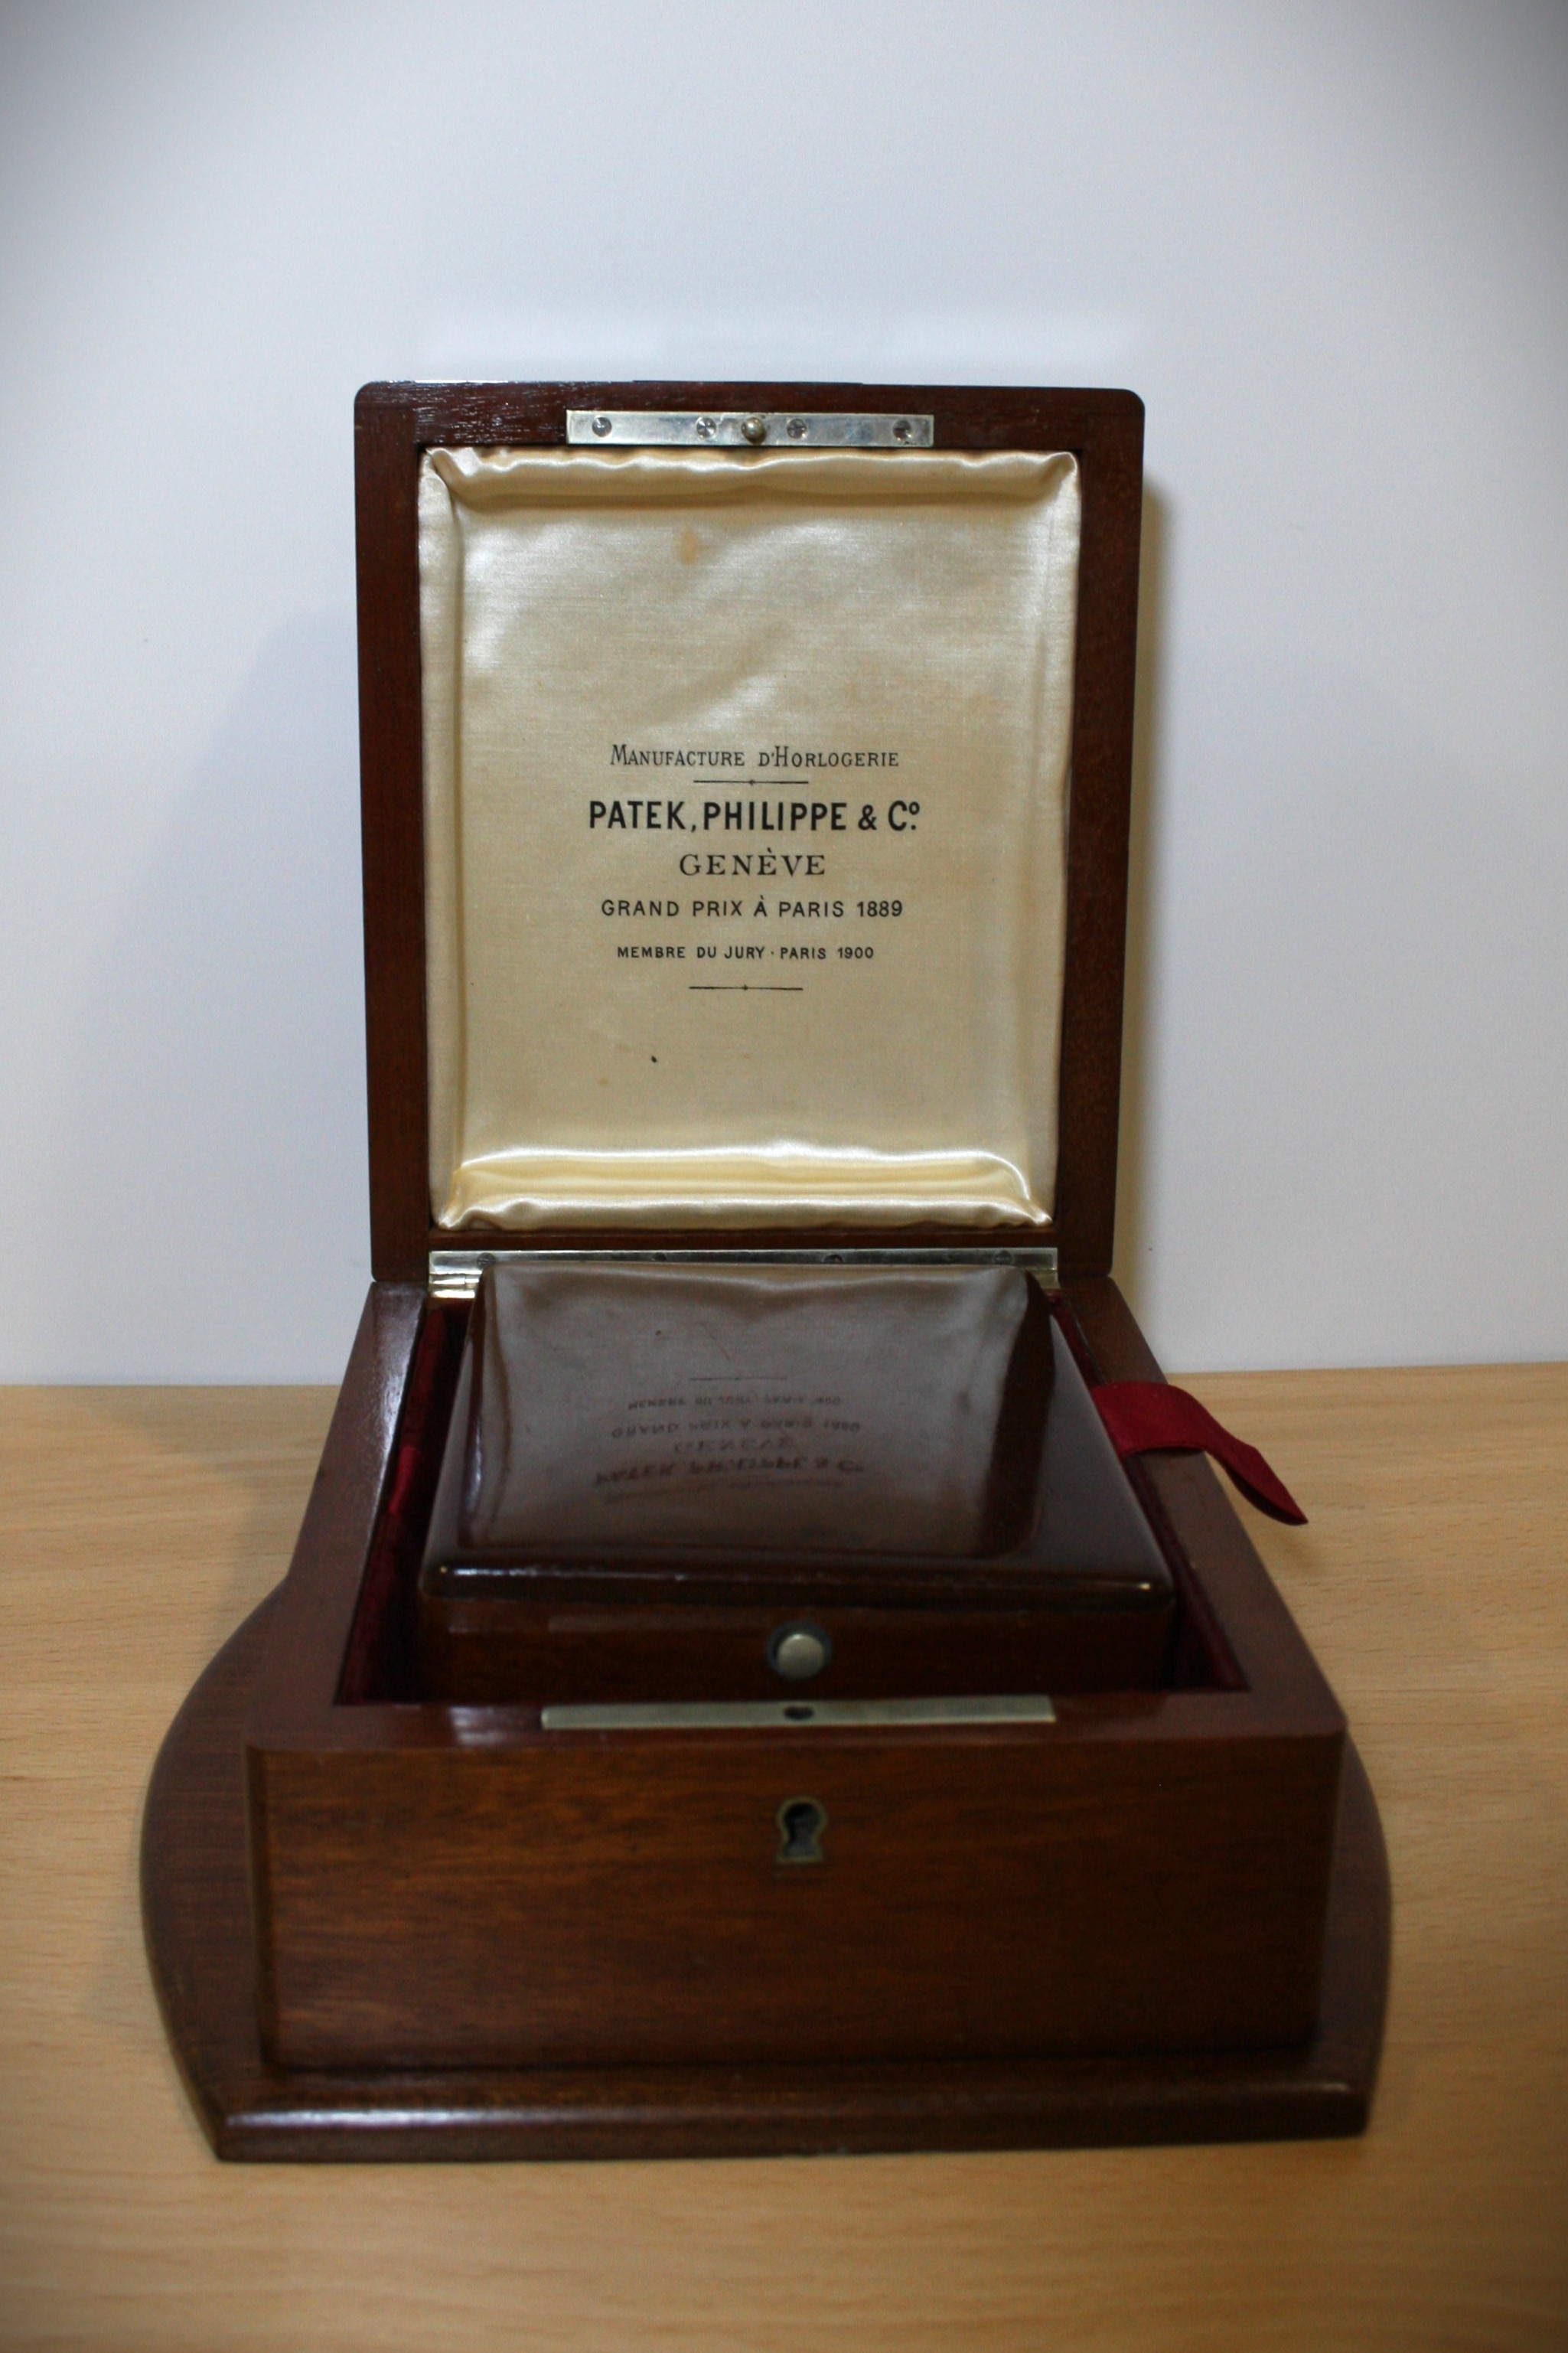 MANUFACTURE D'HORLOGERIE
PATEK, PHILIPPE & Cº
GENÈVE
GRAND PRIX À PARIS 1889
MEMBRE DU JURY · PARIS 1900